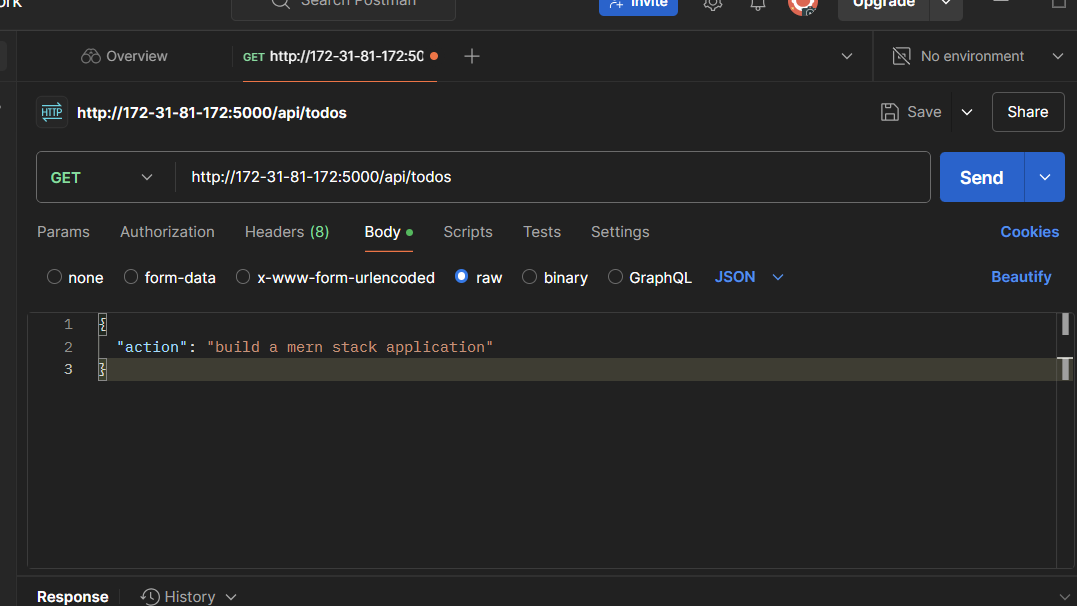 ork Search Postman Invite Upgrade
Overview GET http://172-31-81-172:50 No environment
HTTP http://172-31-81-172:5000/api/todos Save Share
GET http://172-31-81-172:5000/api/todos Send
Params Authorization Headers (8) Body Scripts Tests Settings Cookies
none form-data x-www-form-urlencoded raw binary GraphQL JSON Beautify
1 {
2 "action": "build a mern stack application"
3 }
Response History